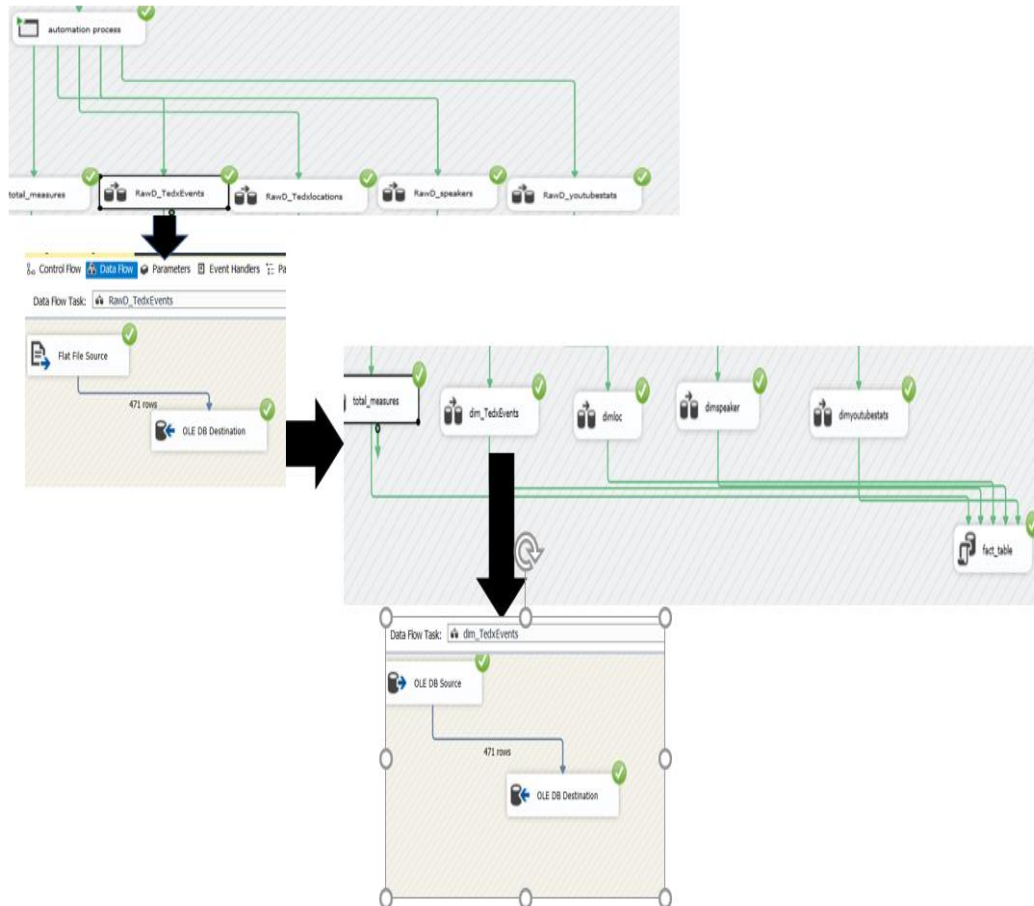 automation process
total_measures
RawD_TedxEvents
RawD_Tedxlocations
RawD_speakers
RawD_youtubestats
Control Flow Data Flow Parameters Event Handlers Pa
Data Flow Task: RawD_TedxEvents
Flat File Source
471 rows
OLE DB Destination
total_measures
dim_TedxEvents
dimloc
dimspeaker
dimyoutubestats
fact_table
Data Flow Task: dim_TedxEvents
OLE DB Source
471 rows
OLE DB Destination